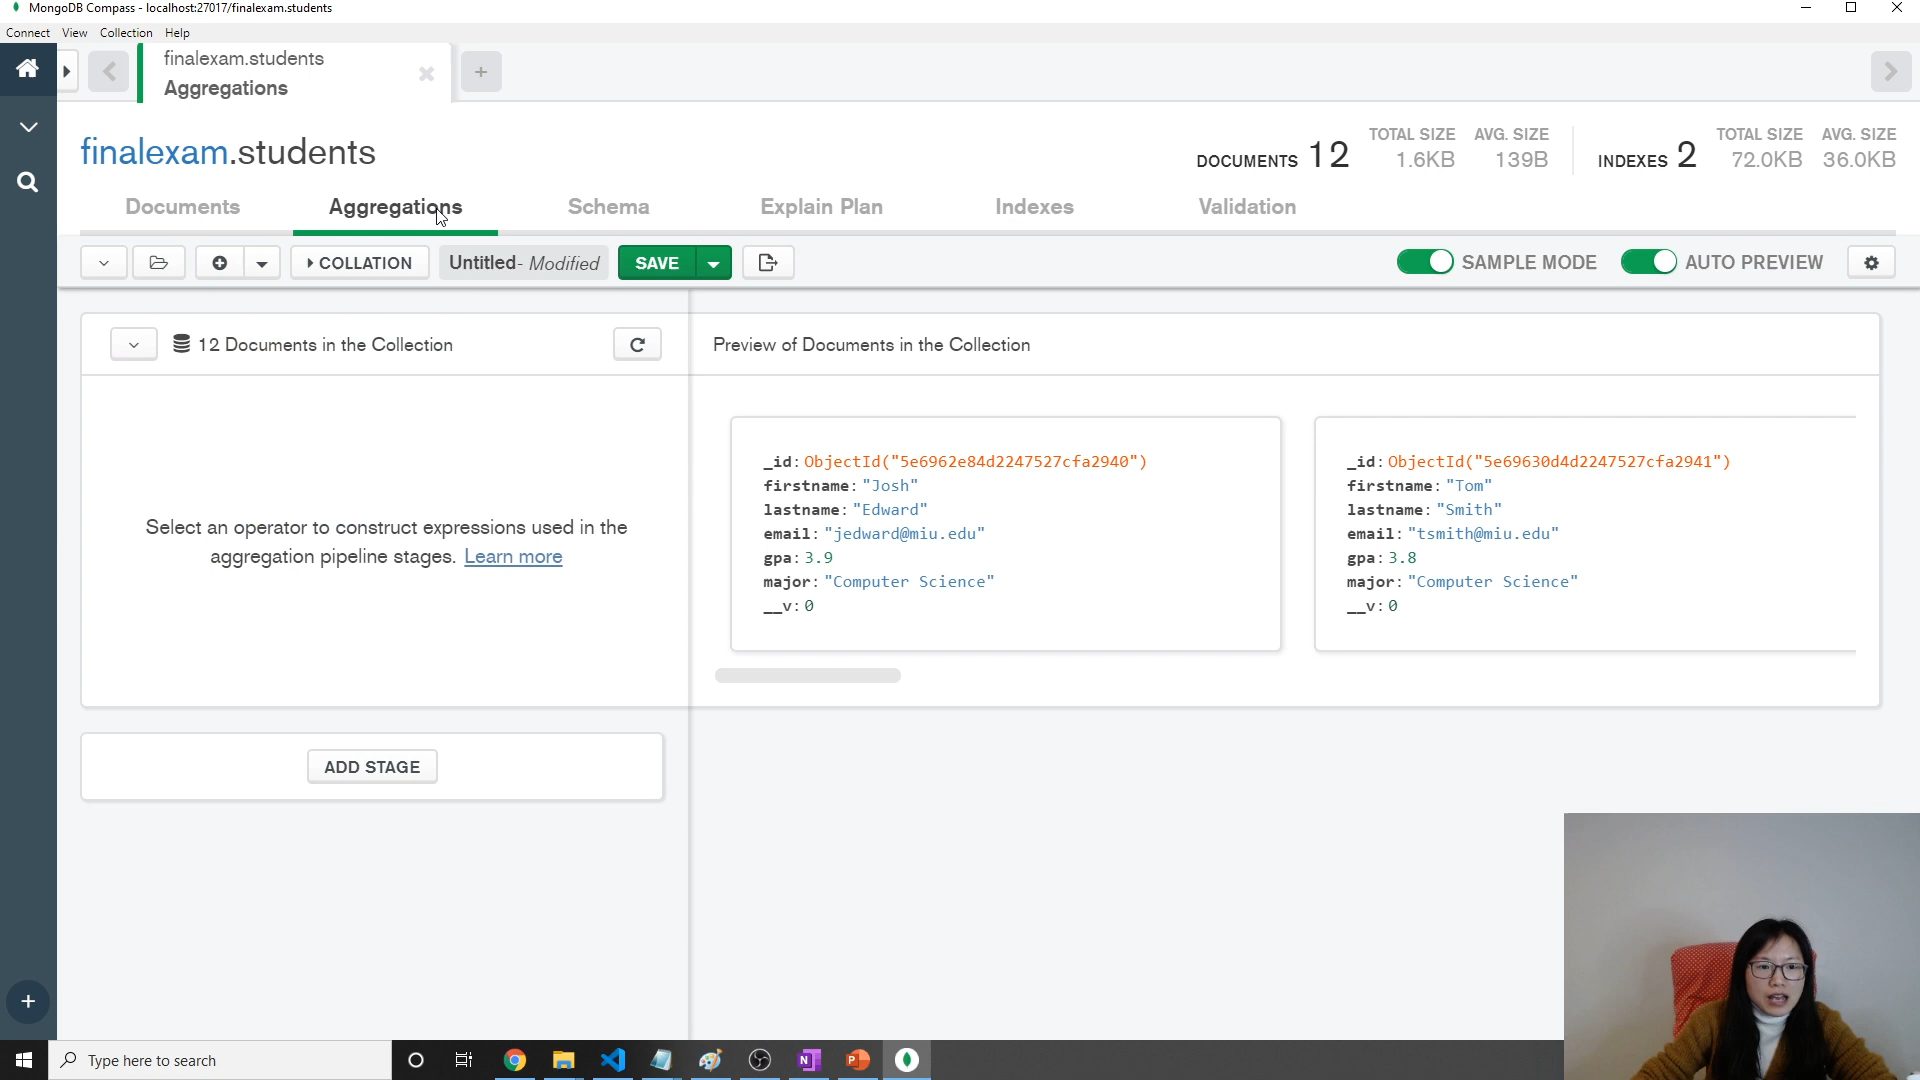 MongoDB Compass - localhost:27017/finalexam.students
Connect View Collection Help
finalexam.students
Aggregations
finalexam.students
DOCUMENTS 12 TOTAL SIZE 1.6KB AVG. SIZE 139B INDEXES 2 TOTAL SIZE 72.0KB AVG. SIZE 36.0KB
Documents Aggregations Schema Explain Plan Indexes Validation
COLLATION Untitled- Modified SAVE SAMPLE MODE AUTO PREVIEW
12 Documents in the Collection
Preview of Documents in the Collection
Select an operator to construct expressions used in the
aggregation pipeline stages. Learn more
_id: ObjectId("5e6962e84d2247527cfa2940")
firstname: "Josh"
lastname: "Edward"
email: "jedward@miu.edu"
gpa: 3.9
major: "Computer Science"
__v: 0
_id: ObjectId("5e69630d4d2247527cfa2941")
firstname: "Tom"
lastname: "Smith"
email: "tsmith@miu.edu"
gpa: 3.8
major: "Computer Science"
__v: 0
ADD STAGE
Type here to search